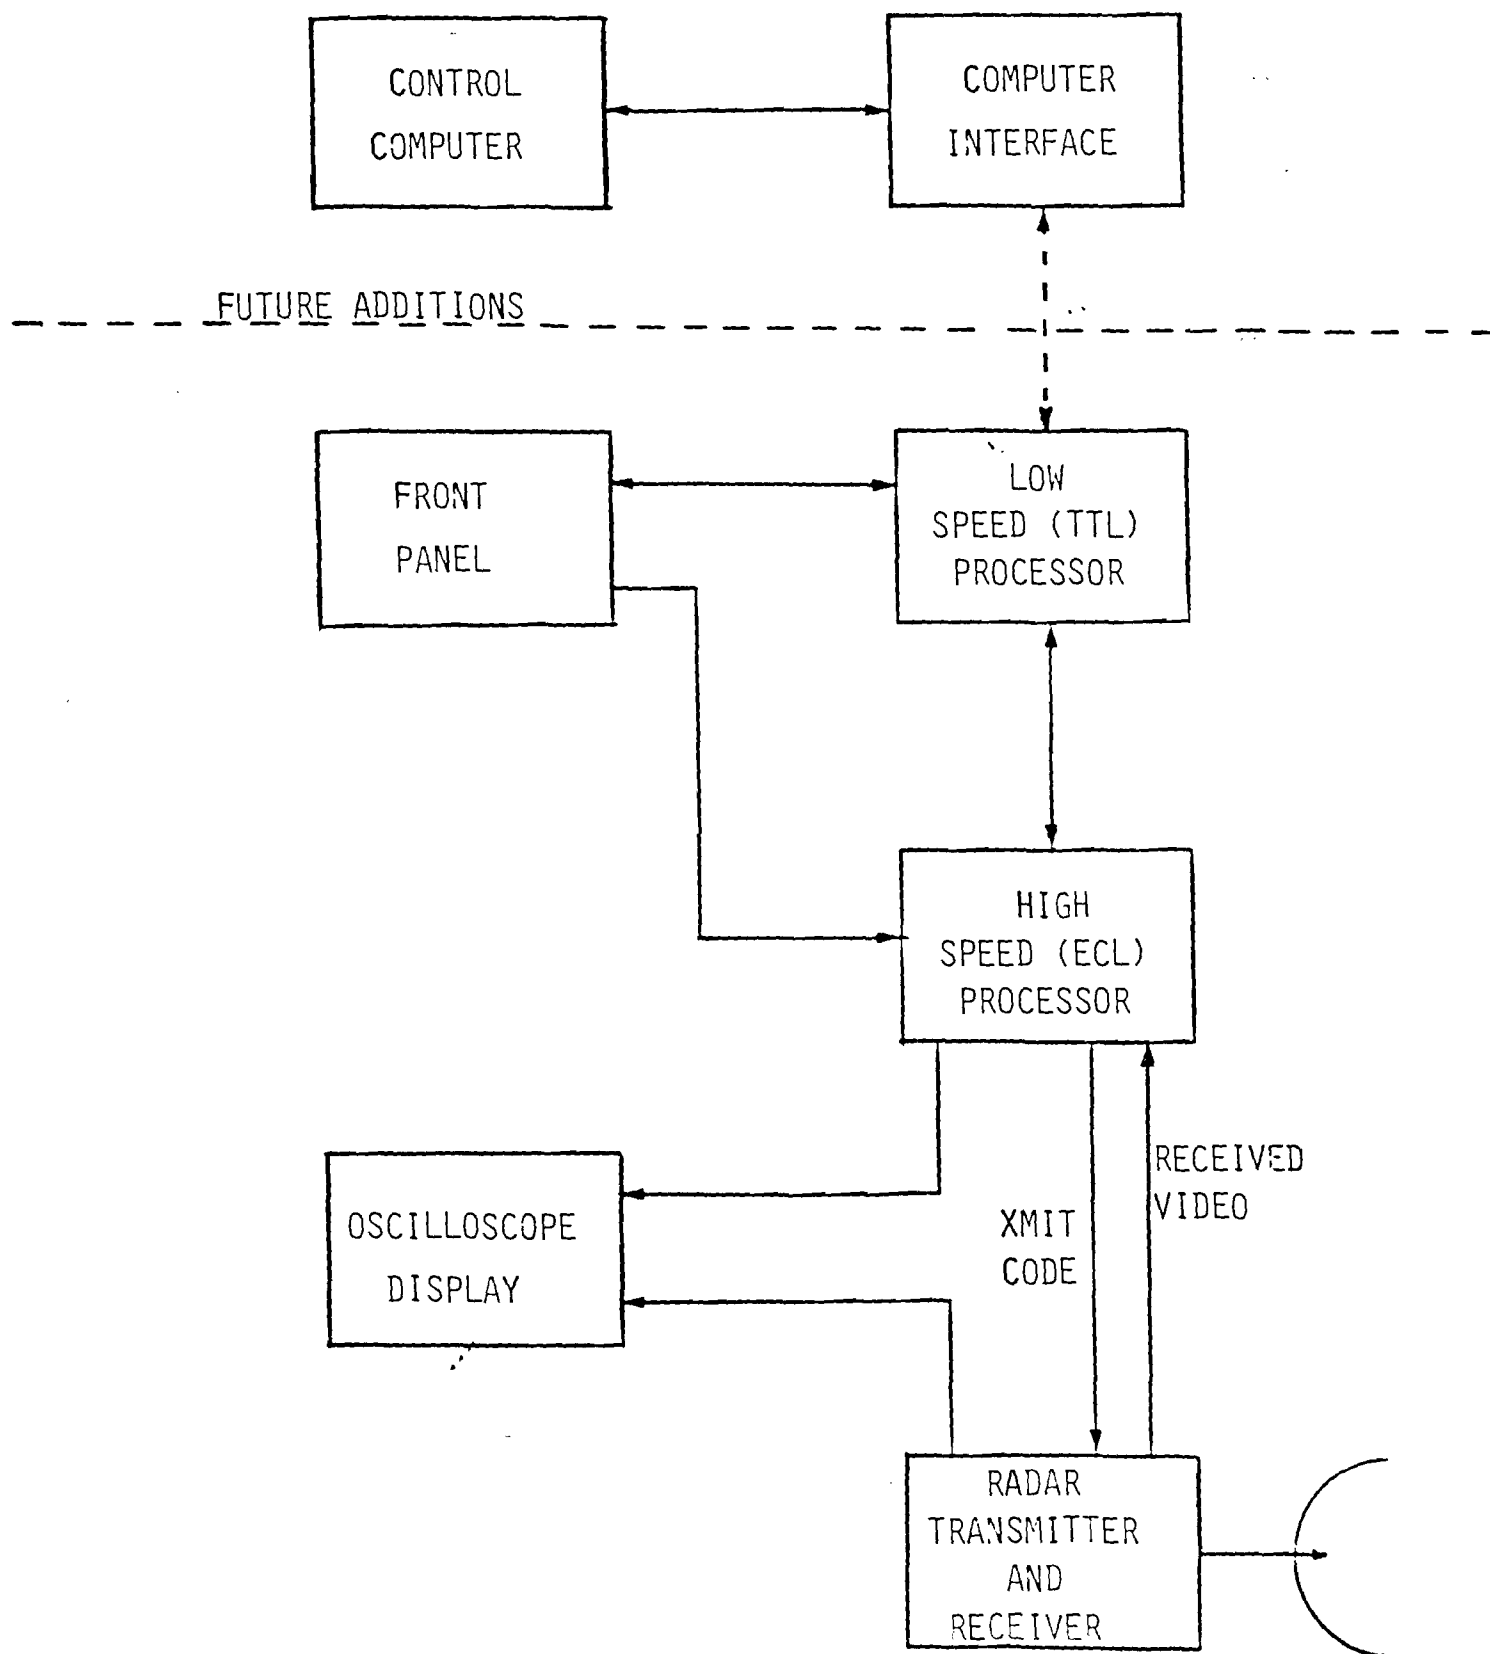 CONTROL
COMPUTER
COMPUTER
INTERFACE
FUTURE ADDITIONS
FRONT
PANEL
LOW
SPEED (TTL)
PROCESSOR
HIGH
SPEED (ECL)
PROCESSOR
OSCILLOSCOPE
DISPLAY
XMIT
CODE
RECEIVED
VIDEO
RADAR
TRANSMITTER
AND
RECEIVER